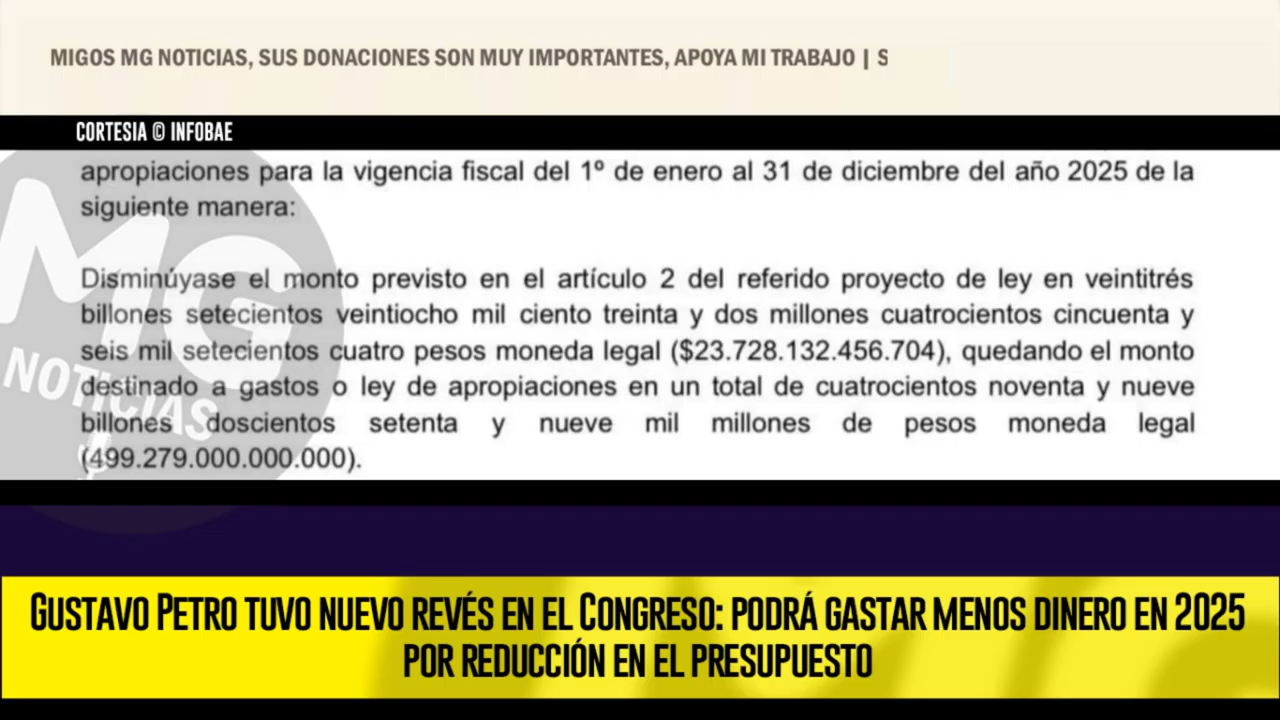 MIGOS MG NOTICIAS, SUS DONACIONES SON MUY IMPORTANTES, APOYA MI TRABAJO | S
CORTESIA © INFOBAE
apropiaciones para la vigencia fiscal del 1º de enero al 31 de diciembre del año 2025 de la
siguiente manera:
Disminúyase el monto previsto en el artículo 2 del referido proyecto de ley en veintitrés
billones setecientos veintiocho mil ciento treinta y dos millones cuatrocientos cincuenta y
seis mil setecientos cuatro pesos moneda legal ($23.728.132.456.704), quedando el monto
destinado a gastos o ley de apropiaciones en un total de cuatrocientos noventa y nueve
billones doscientos setenta y nueve mil millones de pesos moneda legal
(499.279.000.000.000).
MG
NOTICIAS
GUSTAVO PETRO TUVO NUEVO REVÉS EN EL CONGRESO: PODRÁ GASTAR MENOS DINERO EN 2025
POR REDUCCIÓN EN EL PRESUPUESTO